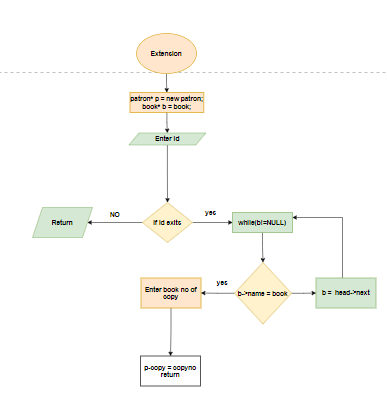 Extension
patron* p = new patron;
book* b = book;
Enter Id
If id exits
NO
Return
yes
while(b!=NULL)
b->name = book
yes
Enter book no of
copy
b = head->next
p-copy = copyno
return